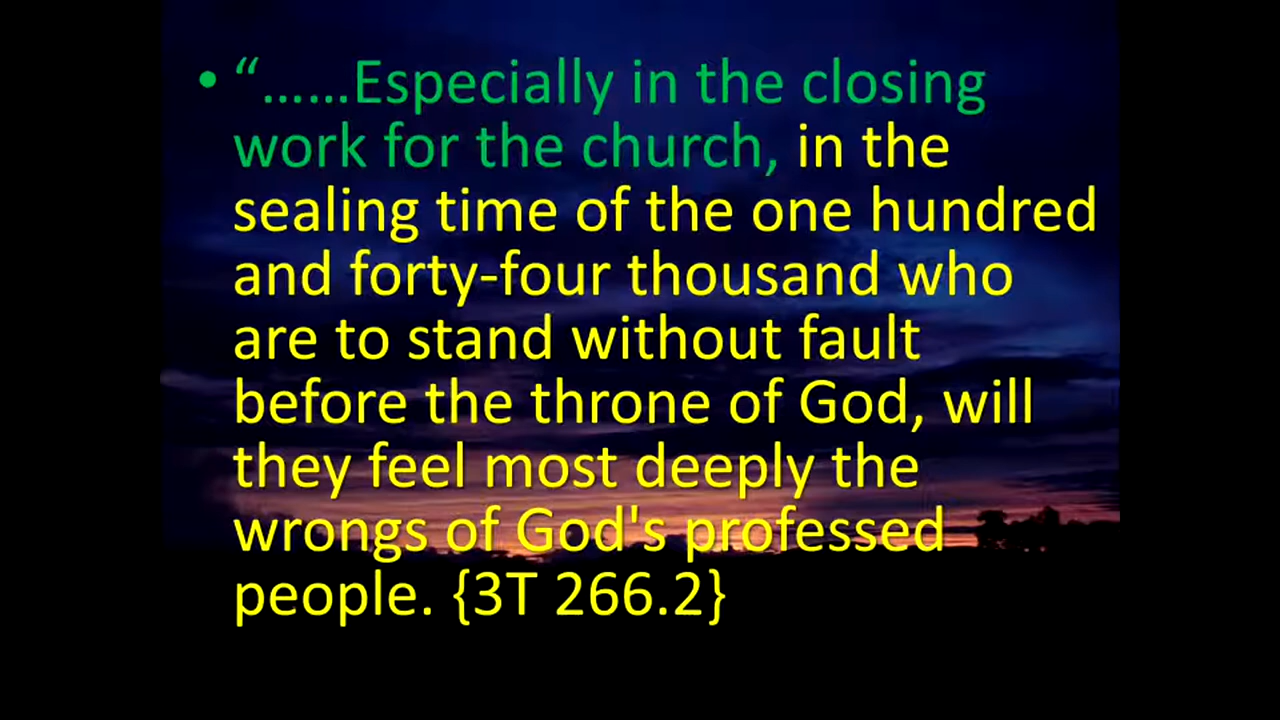 • “……Especially in the closing
work for the church, in the
sealing time of the one hundred
and forty-four thousand who
are to stand without fault
before the throne of God, will
they feel most deeply the
wrongs of God's professed
people. {3T 266.2}